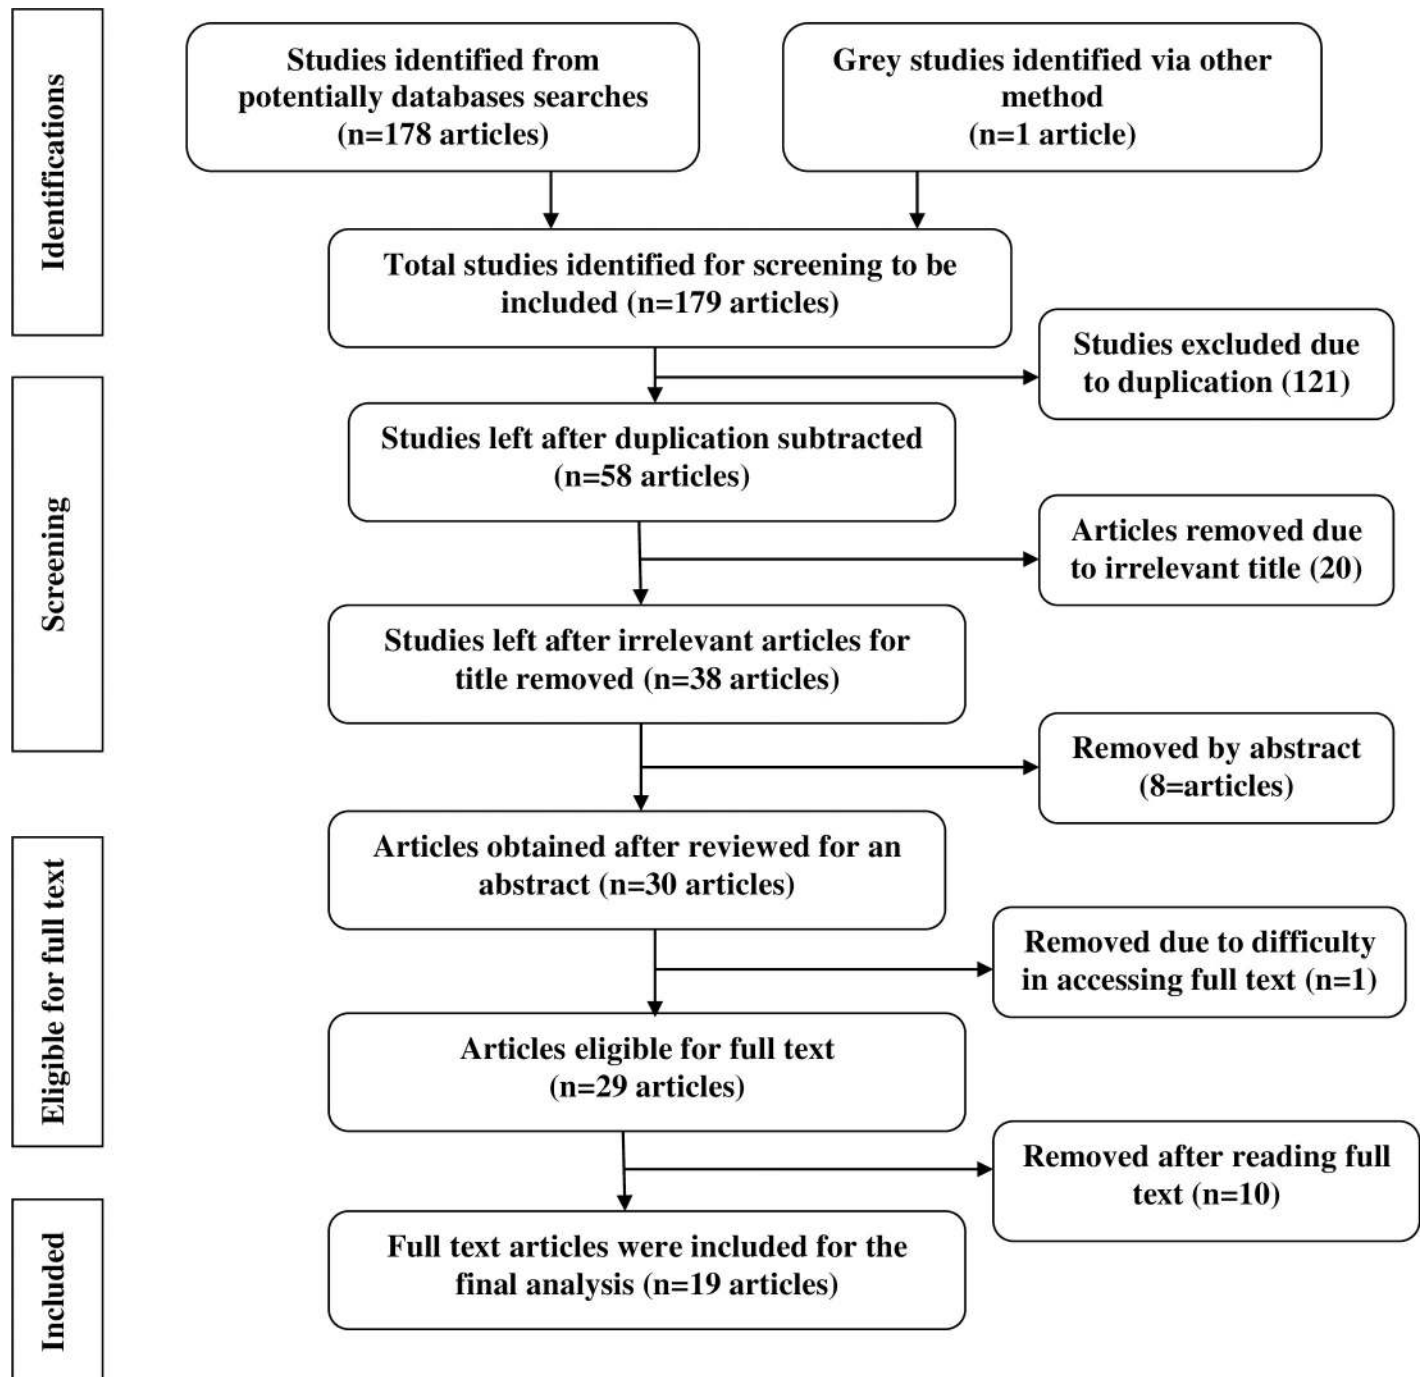 Identifications
Studies identified from
potentially databases searches
(n=178 articles)
Grey studies identified via other
method
(n=1 article)
Total studies identified for screening to be
included (n=179 articles)
Studies excluded due
to duplication (121)
Screening
Studies left after duplication subtracted
(n=58 articles)
Articles removed due
to irrelevant title (20)
Studies left after irrelevant articles for
title removed (n=38 articles)
Removed by abstract
(8=articles)
Eligible for full text
Articles obtained after reviewed for an
abstract (n=30 articles)
Removed due to difficulty
in accessing full text (n=1)
Articles eligible for full text
(n=29 articles)
Removed after reading full
text (n=10)
Included
Full text articles were included for the
final analysis (n=19 articles)